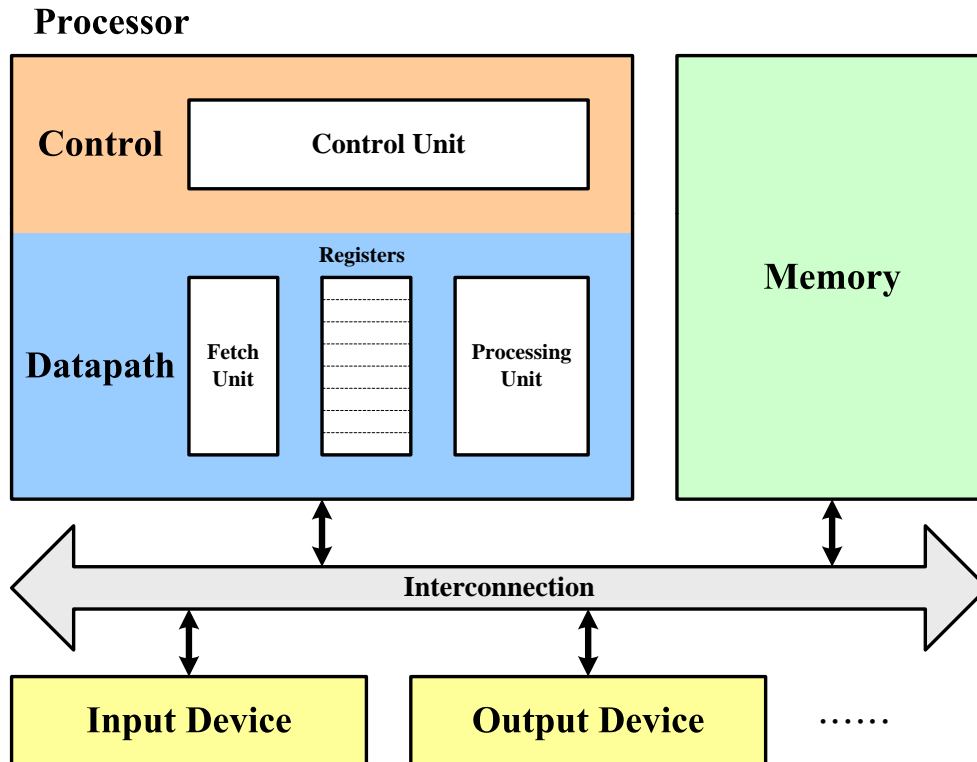 Processor
Control
Control Unit
Memory
Registers
Datapath
Fetch
Unit
Processing
Unit
Interconnection
Input Device
Output Device
……